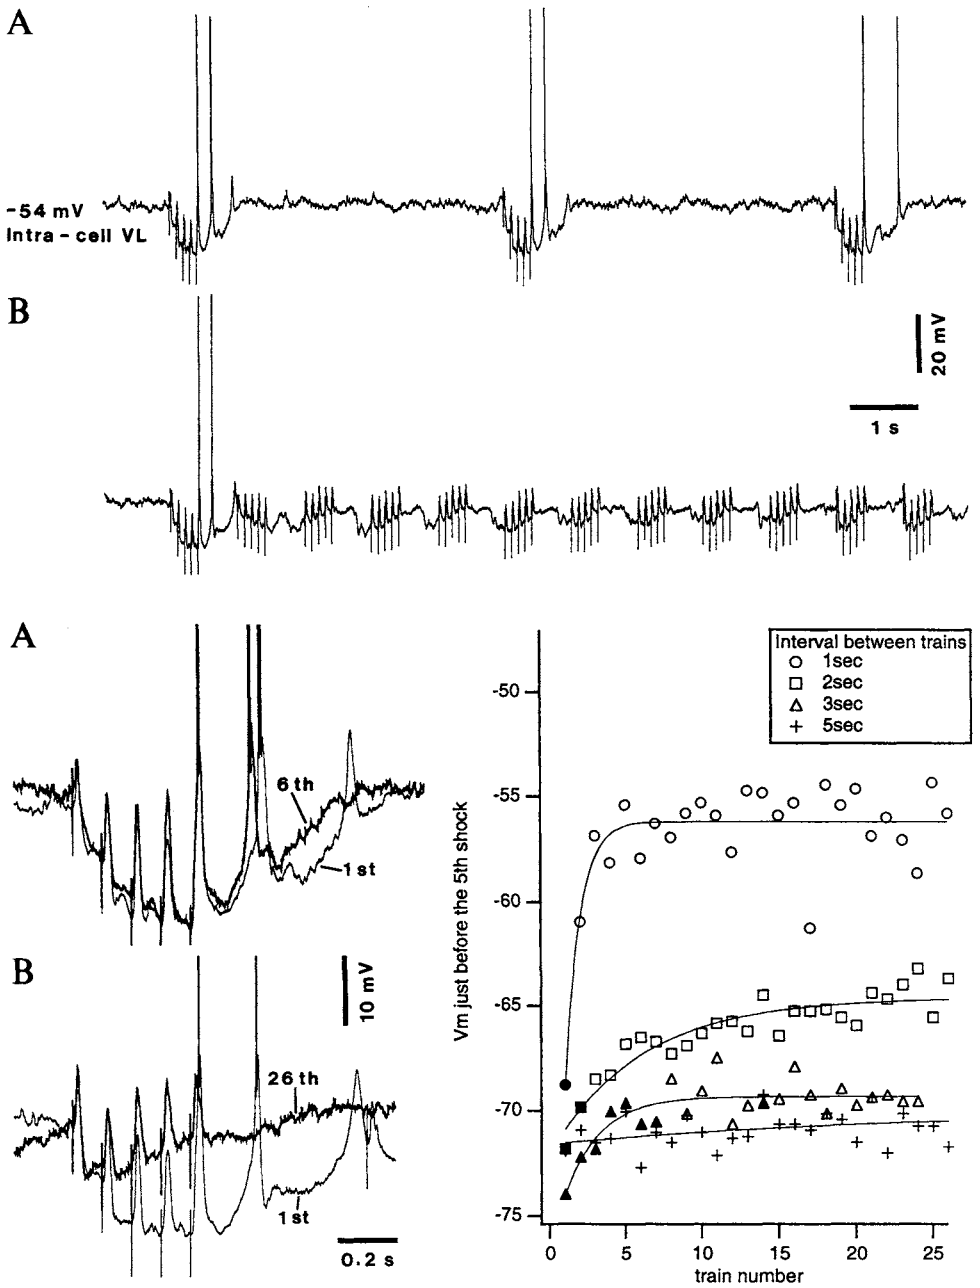 A
-54 mV
Intra-cell VL
B
20 mV
1 s
A
6 th
1 st
B
10 mV
26 th
1 st
0.2 s
Interval between trains
1sec
2sec
3sec
5sec
Vm just before the 5th shock
-50
-55
-60
-65
-70
-75
0 5 10 15 20 25
train number